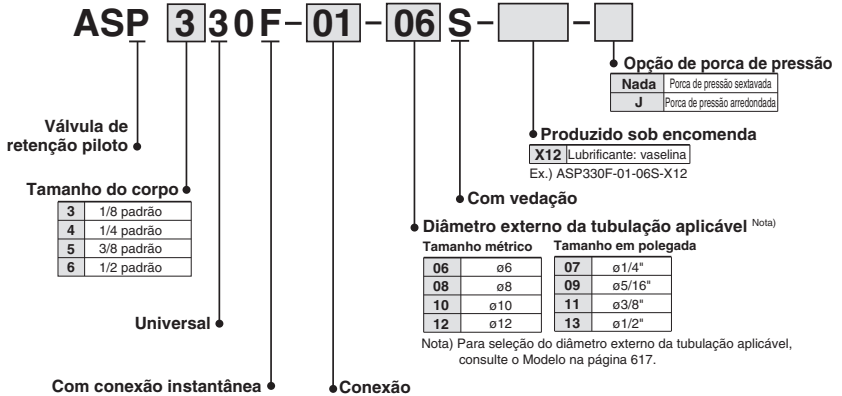 ASP 3 30F-01-06S- -
Opção de porca de pressão
Nada Porca de pressão sextavada
J Porca de pressão arredondada
Válvula de
retenção piloto
Produzido sob encomenda
X12 Lubrificante: vaselina
Ex.) ASP330F-01-06S-X12
Tamanho do corpo
3 1/8 padrão
4 1/4 padrão
5 3/8 padrão
6 1/2 padrão
Com vedação
Diâmetro externo da tubulação aplicável Nota)
Tamanho métrico
06 ø6
08 ø8
10 ø10
12 ø12
Tamanho em polegada
07 ø1/4"
09 ø5/16"
11 ø3/8"
13 ø1/2"
Nota) Para seleção do diâmetro externo da tubulação aplicável,
consulte o Modelo na página 617.
Universal
Com conexão instantânea
Conexão